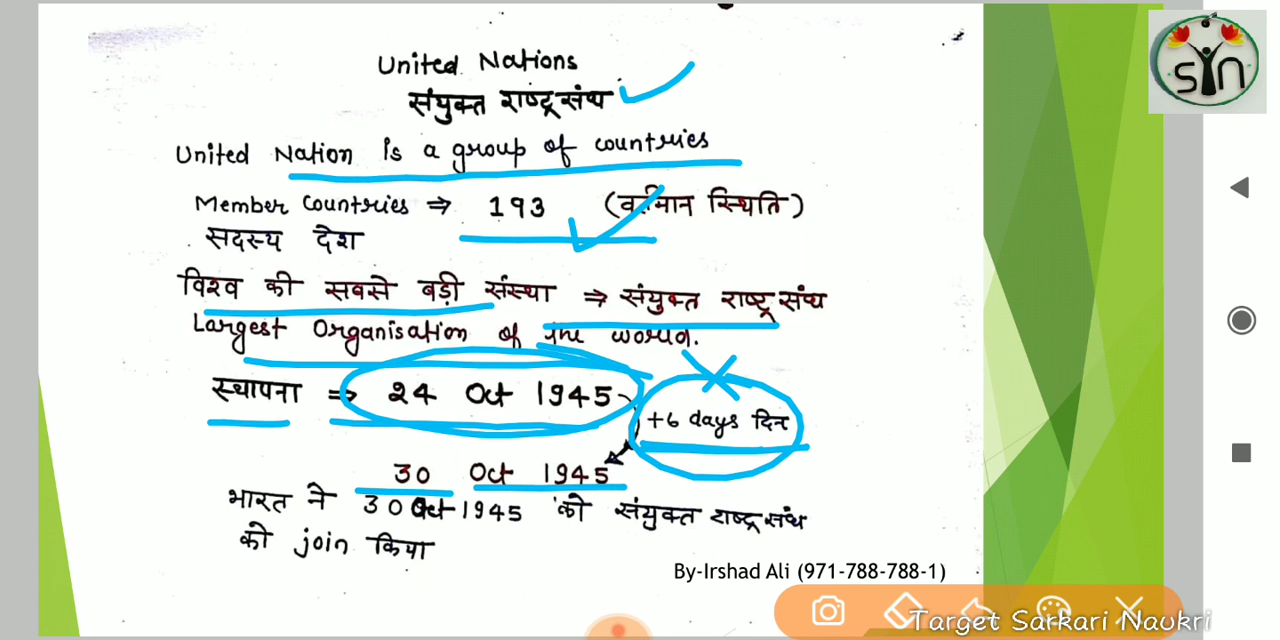 United Nations
संयुक्त राष्ट्र संघ
United Nation is a group of countries
Member Countries ⇒ 193 (वर्तमान स्थिति)
सदस्य देश
विश्व की सबसे बड़ी संस्था ⇒ संयुक्त राष्ट्र संघ
Largest Organisation of the world.
स्थापना ⇒ 24 Oct 1945
+6 days दिन
30 Oct 1945
भारत ने 30 Oct 1945 को संयुक्त राष्ट्र संघ
को join किया
By-Irshad Ali (971-788-788-1)
Target Sarkari Naukri
SYN